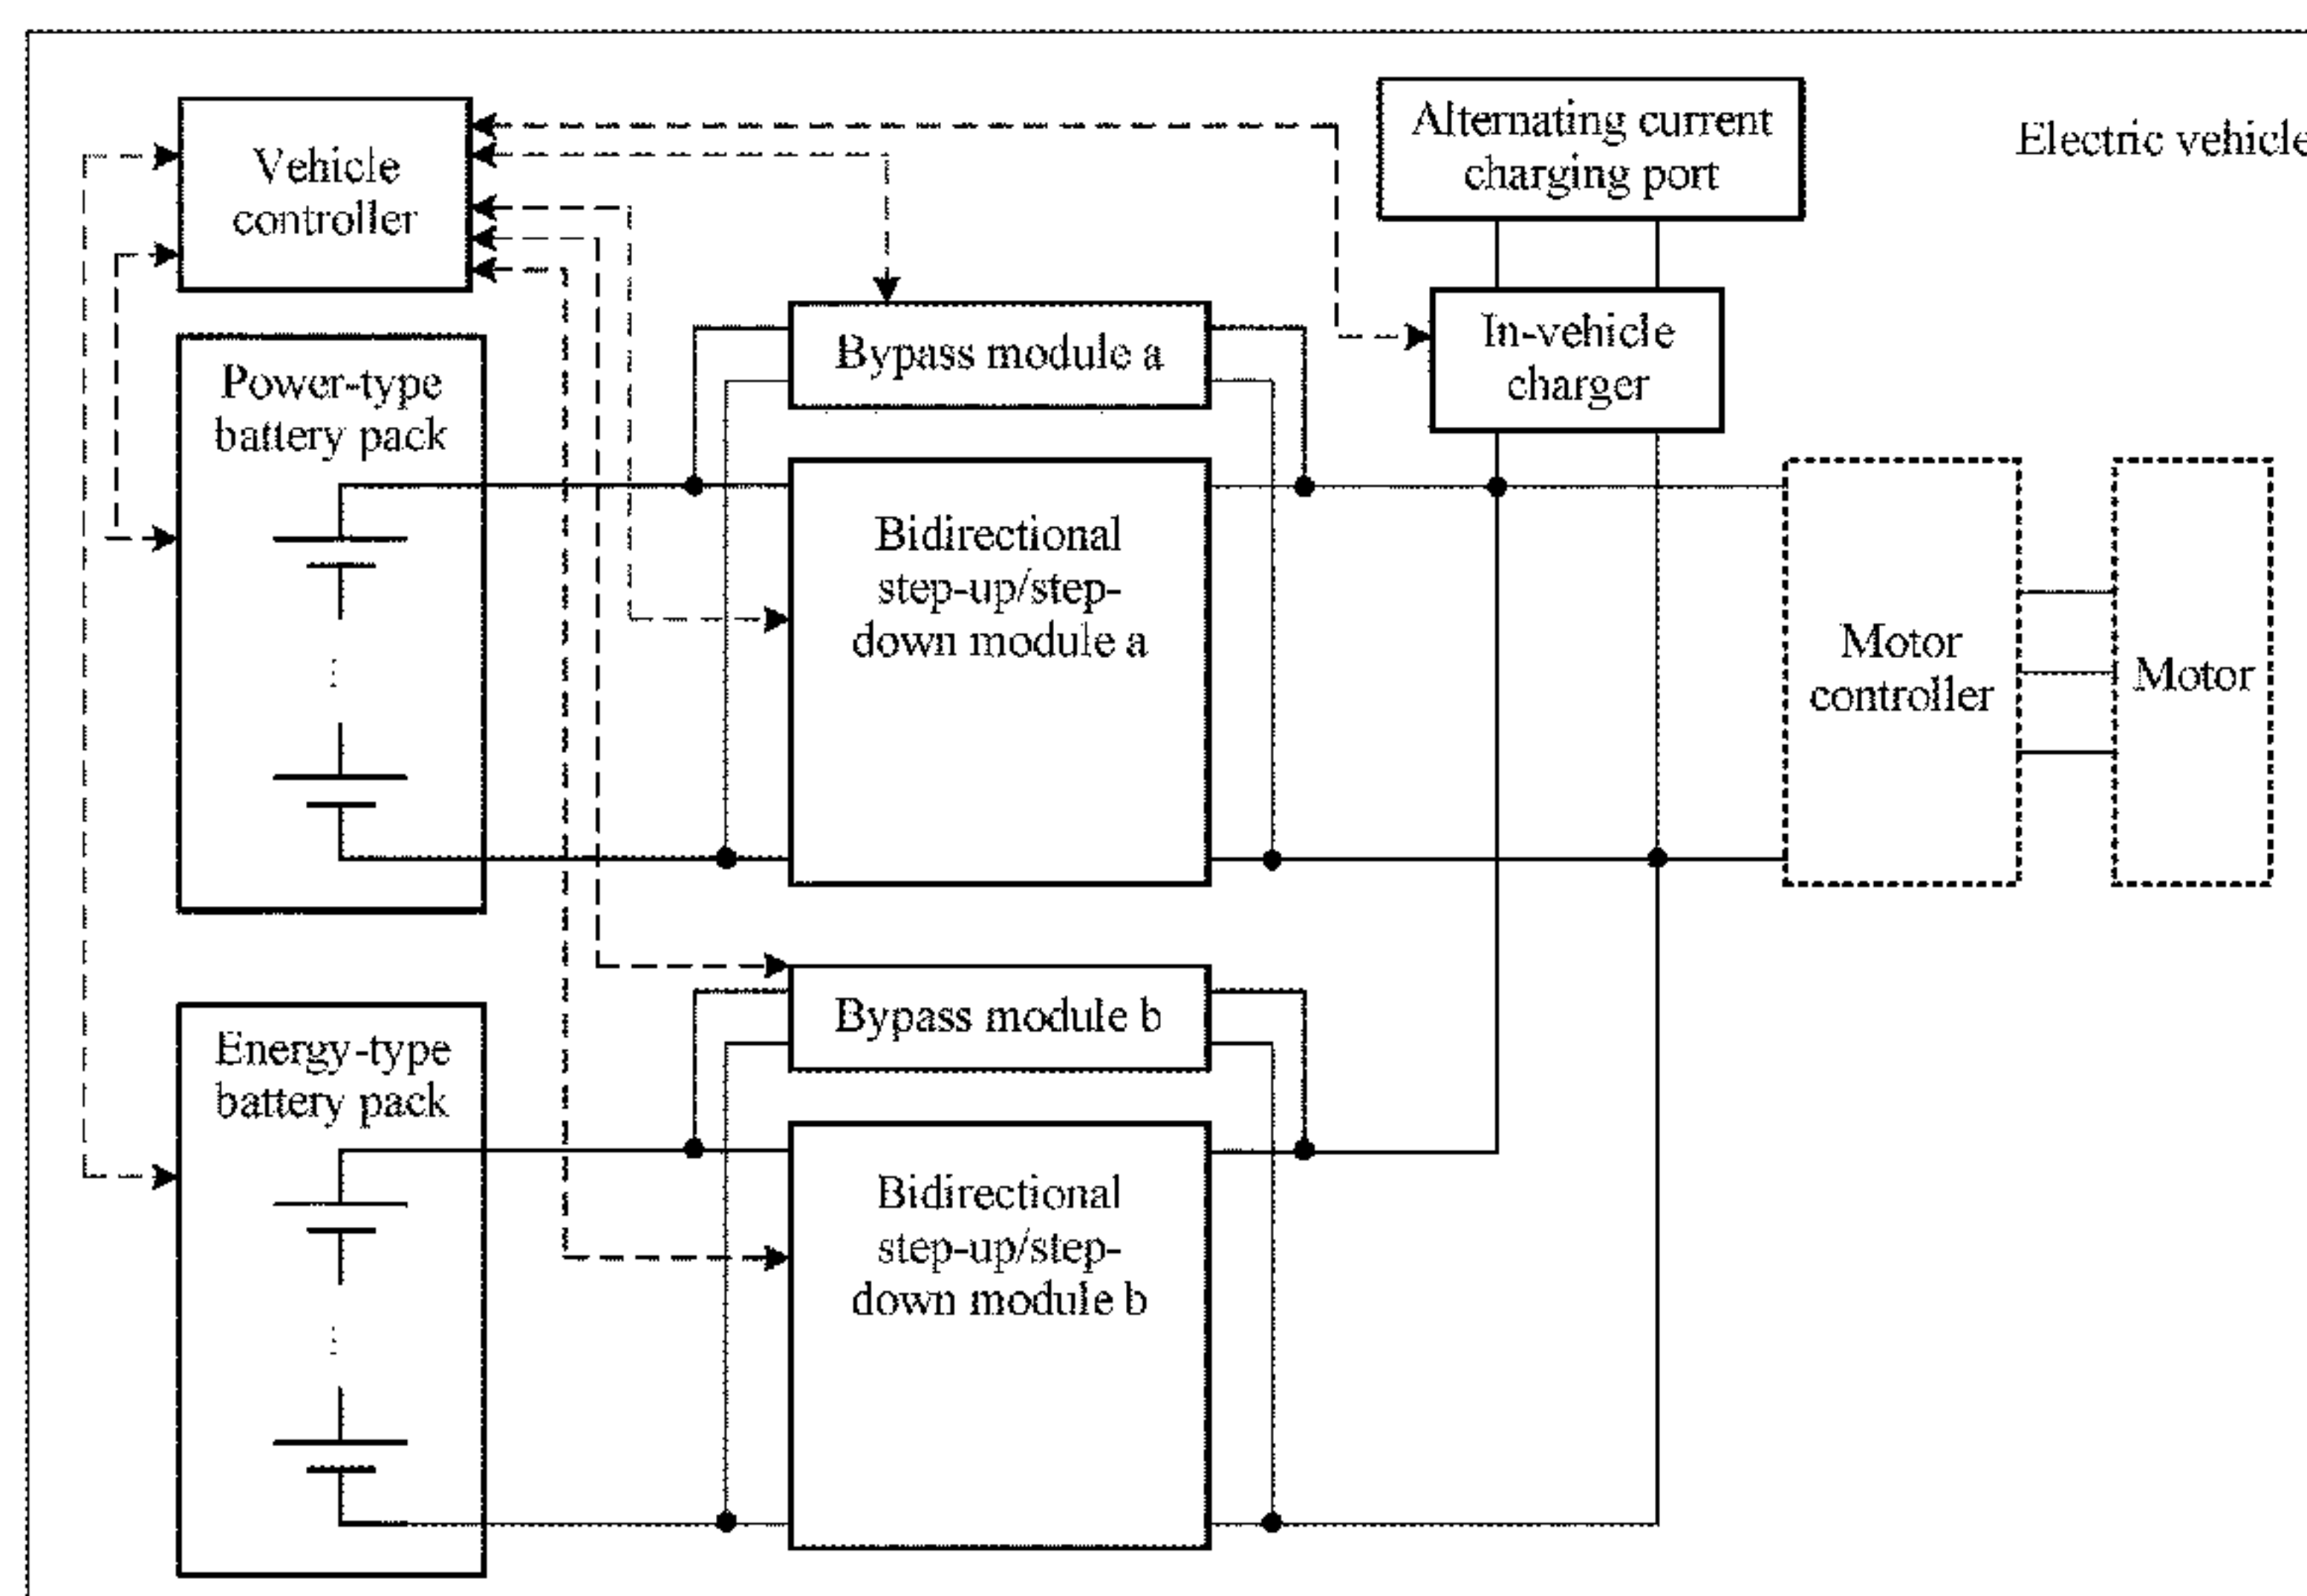 Alternating current
charging port
Electric vehicle
Vehicle
controller
In-vehicle
charger
Bypass module a
Power-type
battery pack
Bidirectional
step-up/step-
down module a
Motor
controller
Motor
Bypass module b
Energy-type
battery pack
Bidirectional
step-up/step-
down module b